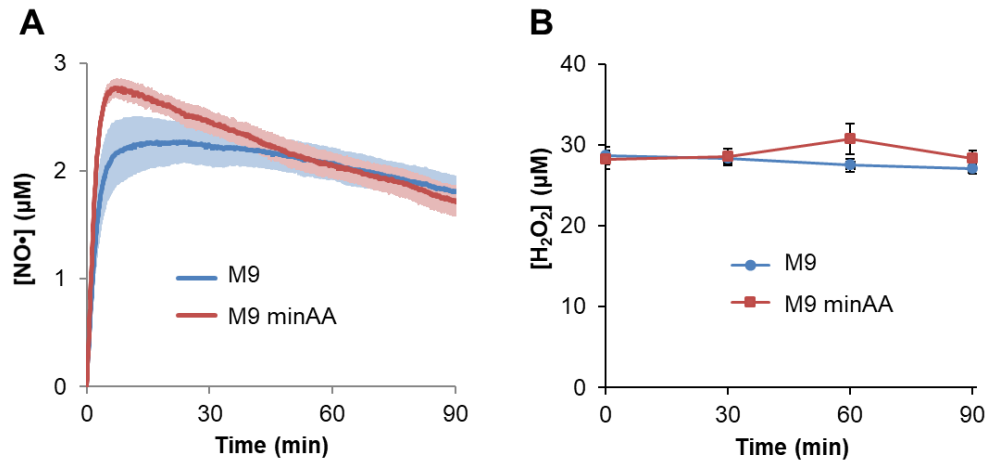 A
3
2
1
0
[NO•] (μM)
M9
M9 minAA
0 30 60 90
Time (min)
B
40
30
20
10
0
[H₂O₂] (μM)
M9
M9 minAA
0 30 60 90
Time (min)